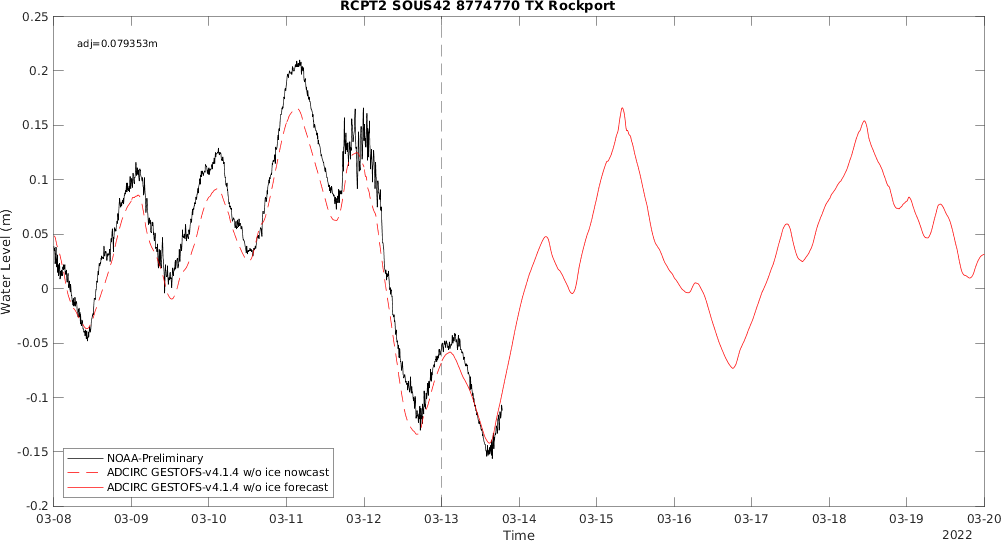 RCPT2 SOUS42 8774770 TX Rockport
adj=0.079353m
Water Level (m)
0.25
0.2
0.15
0.1
0.05
0
-0.05
-0.1
-0.15
-0.2
NOAA-Preliminary
ADCIRC GESTOFS-v4.1.4 w/o ice nowcast
ADCIRC GESTOFS-v4.1.4 w/o ice forecast
03-08 03-09 03-10 03-11 03-12 03-13 03-14 03-15 03-16 03-17 03-18 03-19 03-20
Time
2022